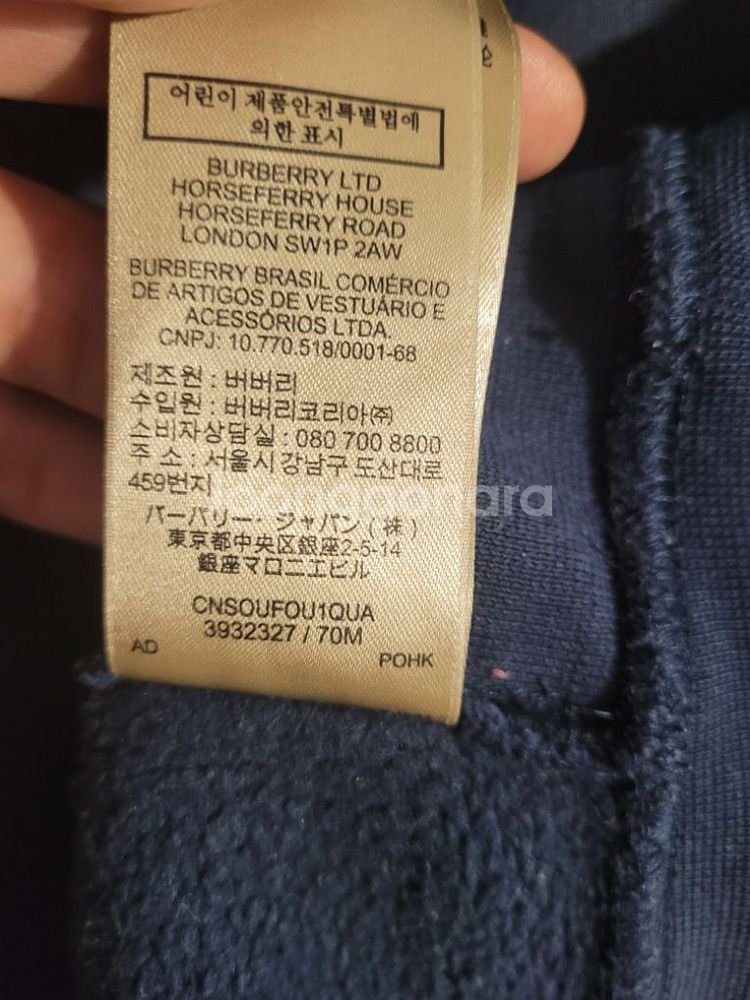 어린이 제품안전특별법에
의한 표시
BURBERRY LTD
HORSEFERRY HOUSE
HORSEFERRY ROAD
LONDON SW1P 2AW
BURBERRY BRASIL COMÉRCIO
DE ARTIGOS DE VESTUÁRIO E
ACESSÓRIOS LTDA.
CNPJ: 10.770.518/0001-68
제조원 : 버버리
수입원 : 버버리코리아㈜
소비자상담실 : 080 700 8800
주 소 : 서울시 강남구 도산대로
459번지
joonggonara
バーバリー・ジャパン(株)
東京都中央区銀座2-5-14
銀座マロニエビル
CNSOUFOU1QUA
3932327 / 70M
AD
POHK